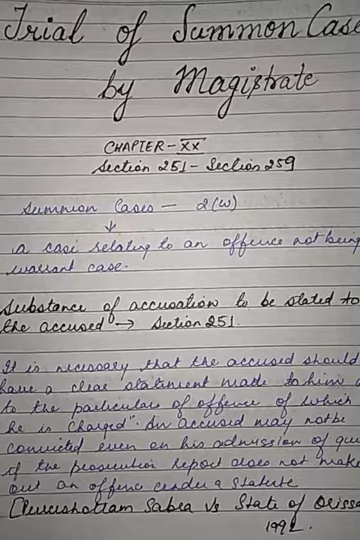 Trial of Summon Case
by Magistrate
CHAPTER - XX
Section 251 - Section 259
Summon Cases - 2(w)
↓
a case relating to an offence not being
warrant case.
Substance of accusation to be stated to
the accused → Section 251.
It is necessary that the accused should
have a clear statement made to him a
to the particular of offence of which
he is charged". An accused may not be
convicted even on his admission of gui
if the prosecution report does not make
out an offence under a statute
[Purushottam Sabra Vs State of Orissa
1992.